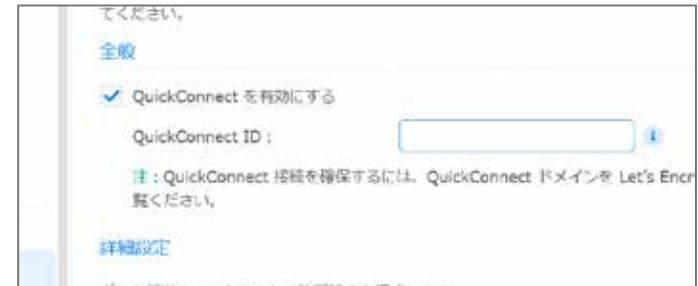 てください。
全般
QuickConnect を有効にする
QuickConnect ID :
注：QuickConnect 接続を確保するには、QuickConnect ドメインを Let's Encr
覧ください。
詳細設定